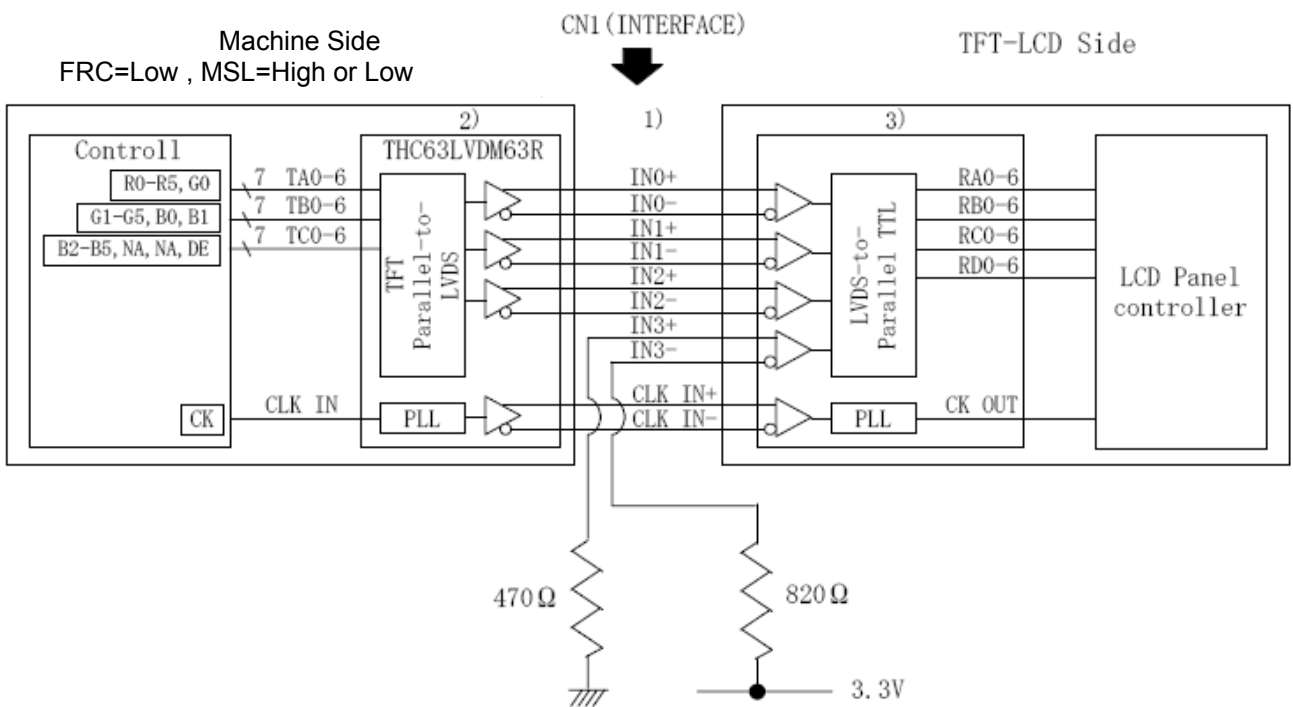 CN1(INTERFACE)
Machine Side
FRC=Low , MSL=High or Low
TFT-LCD Side
2)
1)
3)
Controll
THC63LVDM63R
R0-R5, G0
7 TA0-6
G1-G5, B0, B1
7 TB0-6
B2-B5, NA, NA, DE
7 TC0-6
TFT
Parallel-to-
LVDS
IN0+
IN0-
IN1+
IN1-
IN2+
IN2-
IN3+
IN3-
LVDS-to-
Parallel TTL
RA0-6
RB0-6
RC0-6
RD0-6
LCD Panel
controller
CK
CLK IN
PLL
CLK IN+
CLK IN-
PLL
CK OUT
470Ω
820Ω
3.3V